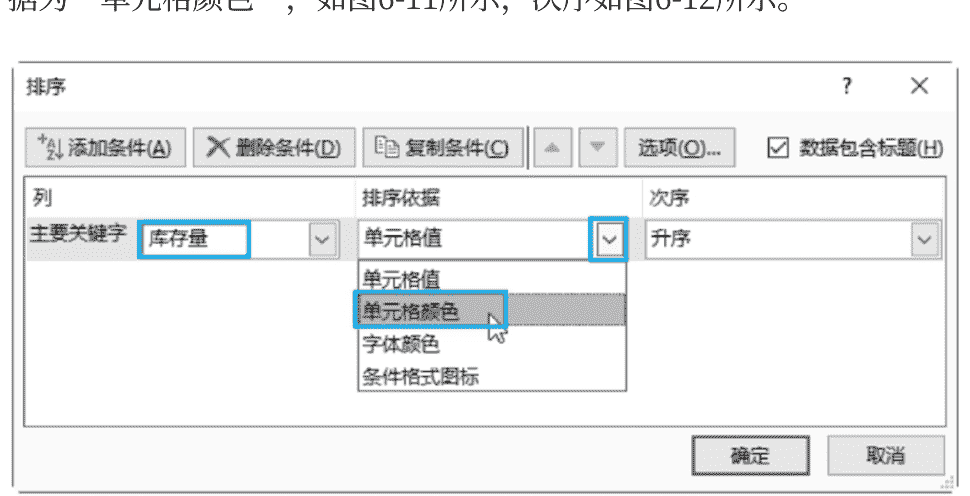 据为“单元格颜色”，如图6-11所示，次序如图6-12所示。
排序 ?
添加条件(A) 删除条件(D) 复制条件(C) 选项(O)... 数据包含标题(H)
列 排序依据 次序
主要关键字 库存量 单元格值 升序
单元格值
单元格颜色
字体颜色
条件格式图标
确定 取消